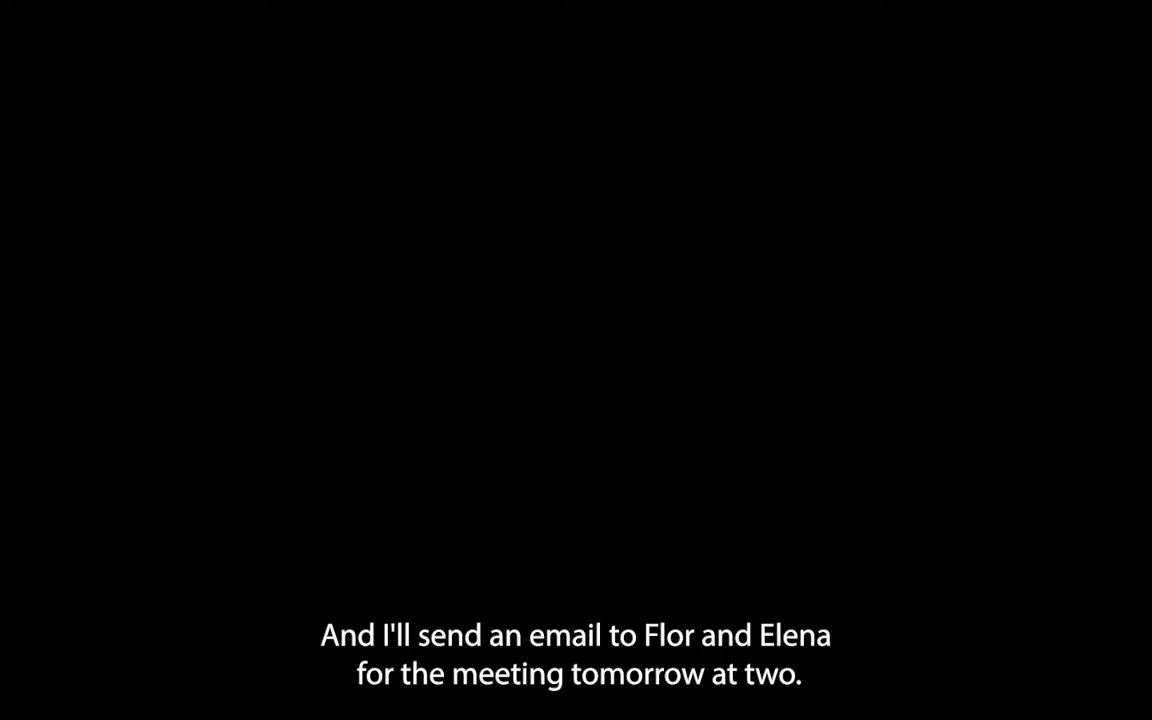 And I'll send an email to Flor and Elena
for the meeting tomorrow at two.